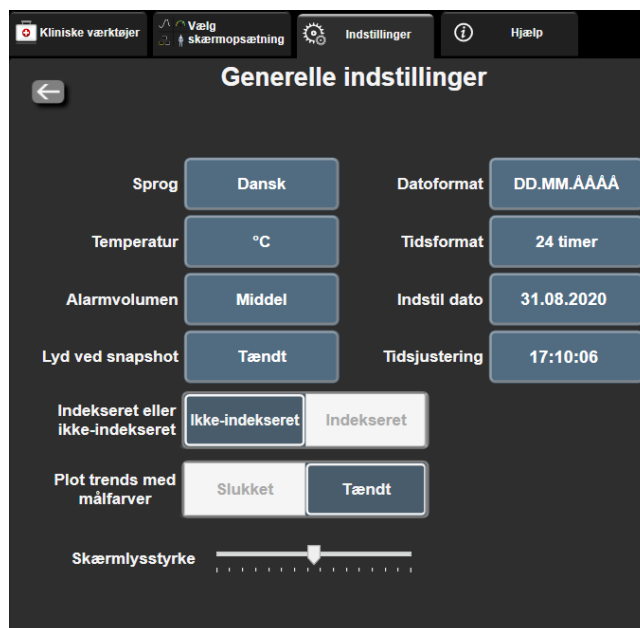 Kliniske værktøjer
Vælg
skærmopsætning
Indstillinger
Hjælp
Generelle indstillinger
Sprog Dansk Datoformat DD.MM.ÅÅÅÅ
Temperatur °C Tidsformat 24 timer
Alarmvolumen Middel Indstil dato 31.08.2020
Lyd ved snapshot Tændt Tidsjustering 17:10:06
Indekseret eller
ikke-indekseret
Ikke-indekseret Indekseret
Plot trends med
målfarver
Slukket Tændt
Skærmlysstyrke